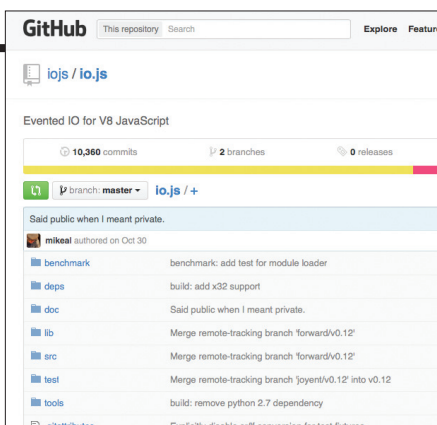 GitHub This repository Search Explore
iojs / io.js
Evented IO for V8 JavaScript
10,360 commits 2 branches 0 releases
branch: master io.js / +
Said public when I meant private.
mikeal authored on Oct 30
benchmark benchmark: add test for module loader
deps build: add x32 support
doc Said public when I meant private.
lib Merge remote-tracking branch 'forward/v0.12'
src Merge remote-tracking branch 'forward/v0.12'
test Merge remote-tracking branch 'joyent/v0.12' into v0.12
tools build: remove python 2.7 dependency